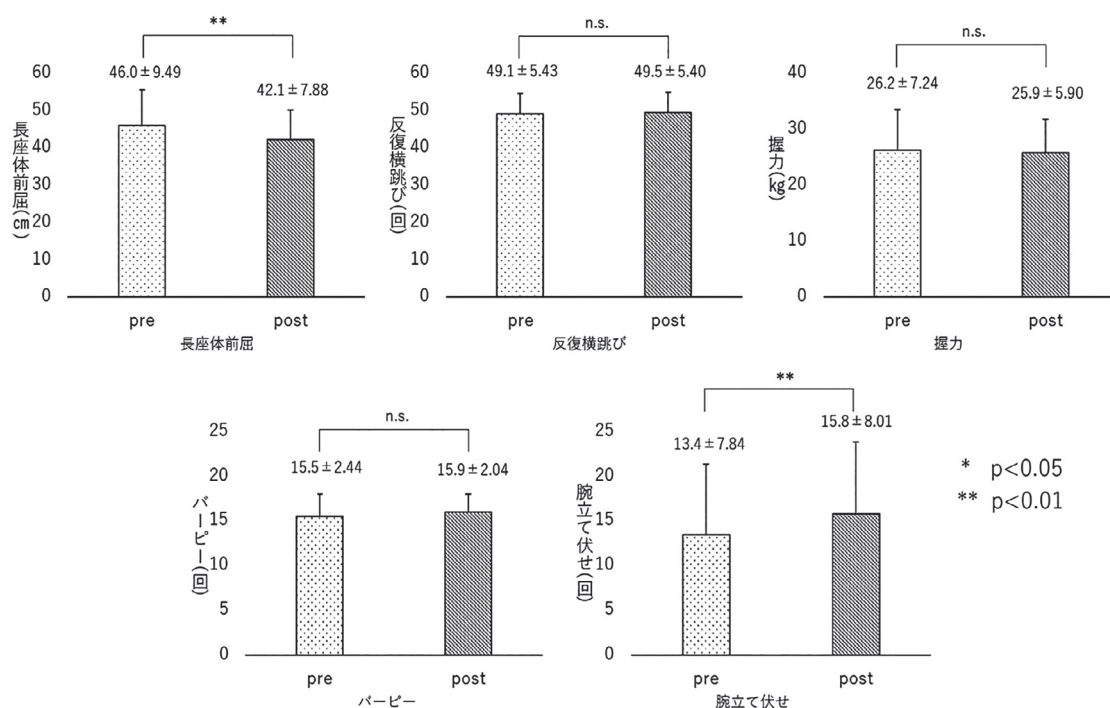 **
46.0±9.49
42.1±7.88
長座体前屈(㎝)
60
50
40
30
20
10
0
pre
post
長座体前屈
n.s.
49.1±5.43
49.5±5.40
反復横跳び(回)
60
50
40
30
20
10
0
pre
post
反復横跳び
n.s.
26.2±7.24
25.9±5.90
握力(㎏)
40
30
20
10
0
pre
post
握力
n.s.
15.5±2.44
15.9±2.04
バーピー(回)
25
20
15
10
5
0
pre
post
バーピー
**
13.4±7.84
15.8±8.01
腕立て伏せ(回)
25
20
15
10
5
0
pre
post
腕立て伏せ
* p<0.05
** p<0.01